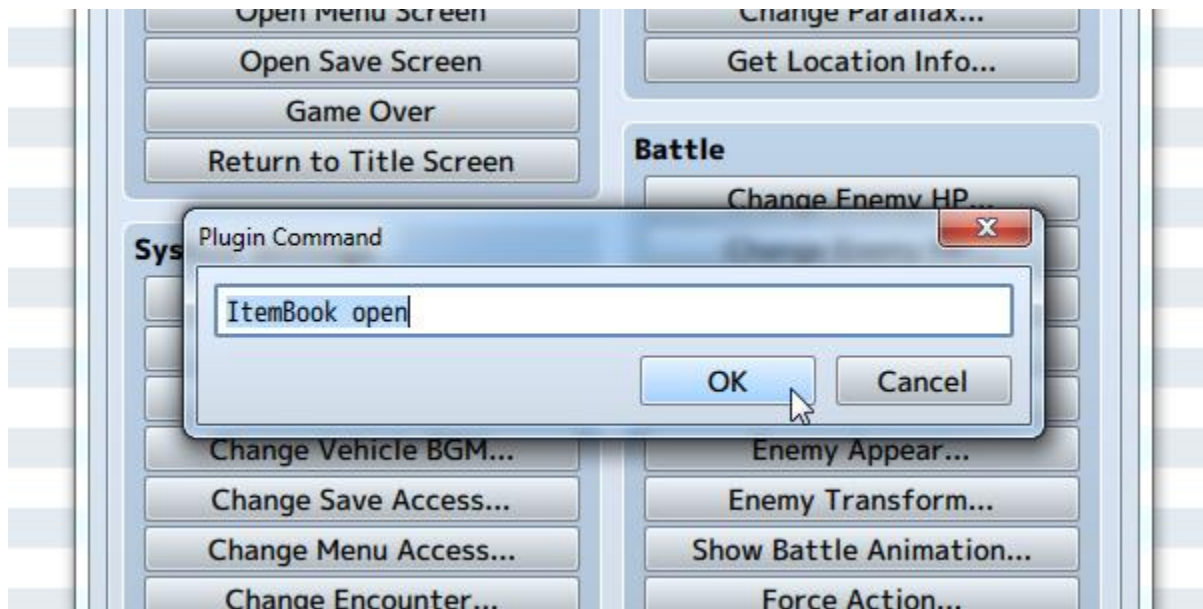 Open Menu Screen
Open Save Screen
Game Over
Return to Title Screen
Change Parallax...
Get Location Info...
Battle
Change Enemy HP...
Plugin Command
ItemBook open
OK
Cancel
Change Vehicle BGM...
Change Save Access...
Change Menu Access...
Change Encounter...
Enemy Appear...
Enemy Transform...
Show Battle Animation...
Force Action...